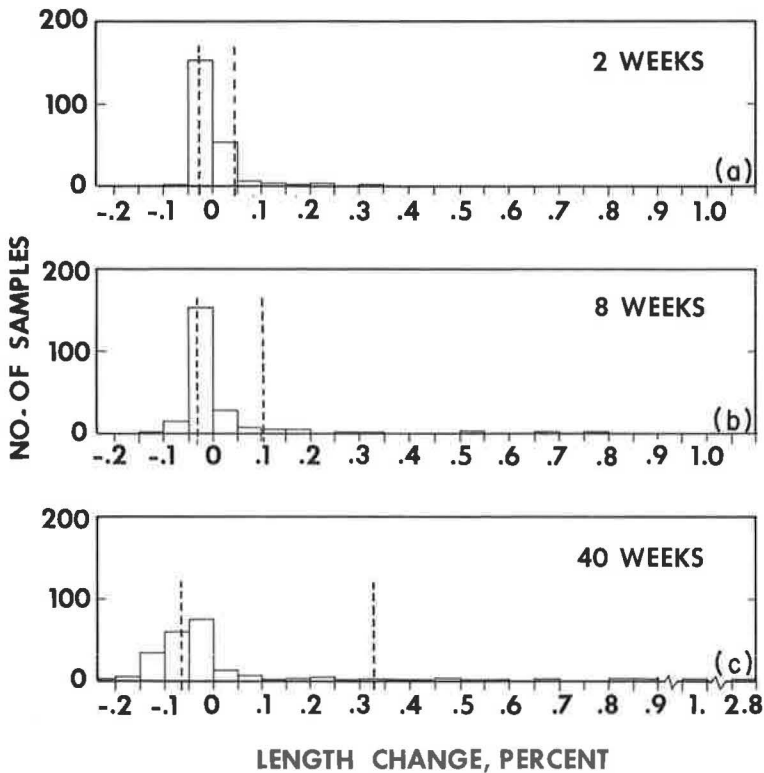 200
2 WEEKS
100
(a)
0
-.2 -.1 0 .1 .2 .3 .4 .5 .6 .7 .8 .9 1.0
NO. OF SAMPLES
200
8 WEEKS
100
(b)
0
-.2 -.1 0 .1 .2 .3 .4 .5 .6 .7 .8 .9 1.0
200
40 WEEKS
100
(c)
0
-.2 -.1 0 .1 .2 .3 .4 .5 .6 .7 .8 .9 1. 2.8
LENGTH CHANGE, PERCENT